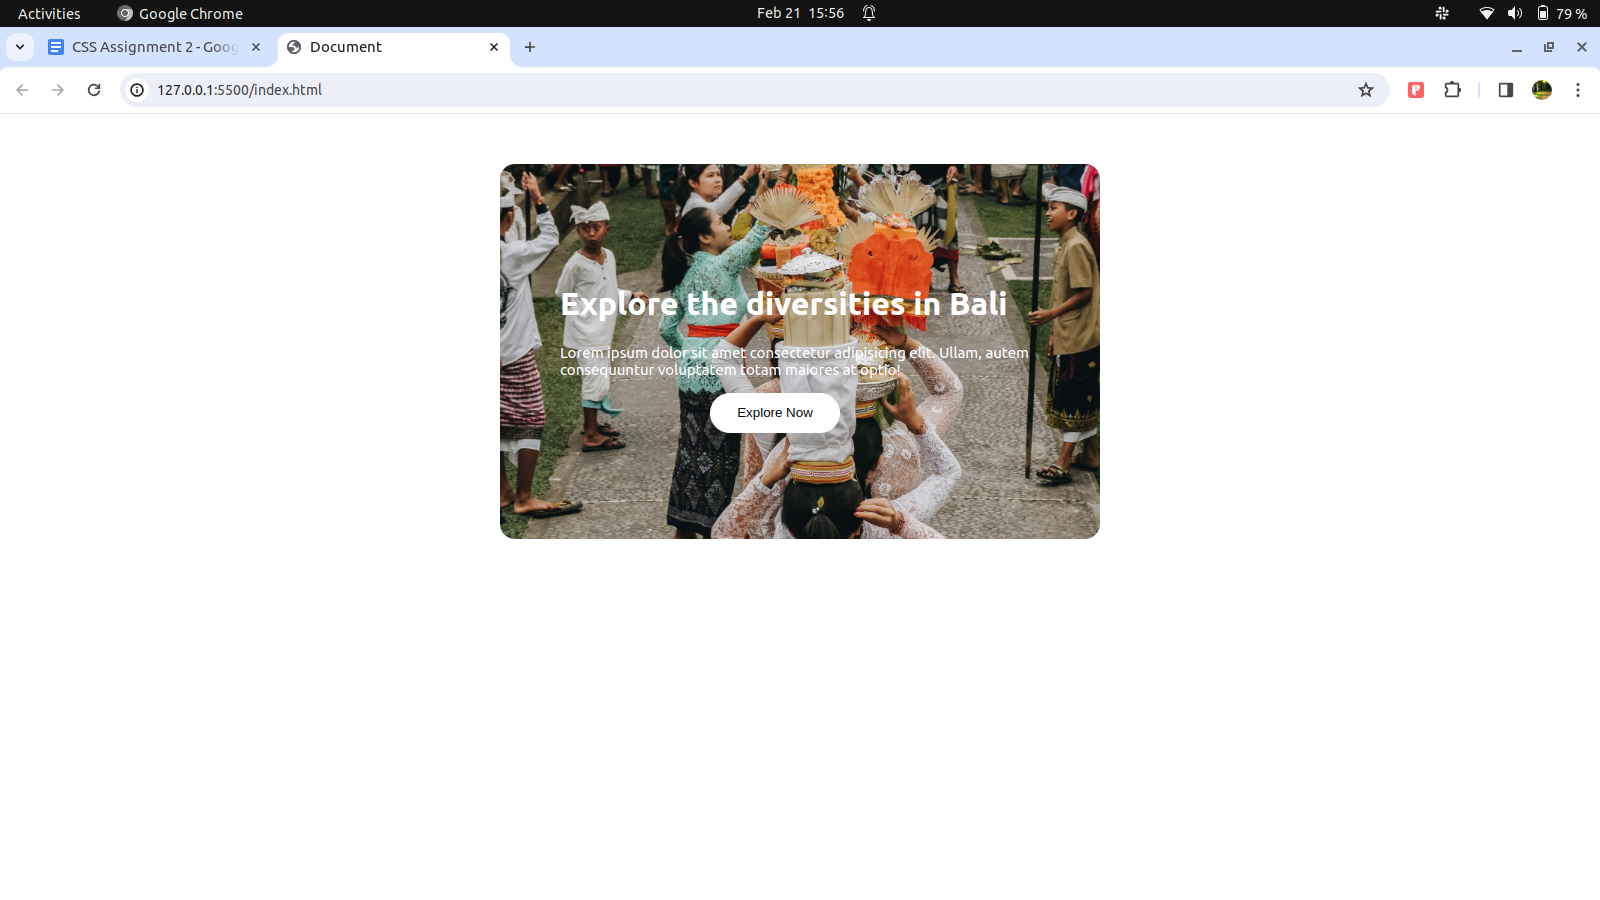 Activities
Google Chrome
Feb 21 15:56
79 %
CSS Assignment 2 - Goog
Document
127.0.0.1:5500/index.html
Explore the diversities in Bali
Lorem ipsum dolor sit amet consectetur adipisicing elit. Ullam, autem
consequuntur voluptatem totam maiores at optio!
Explore Now